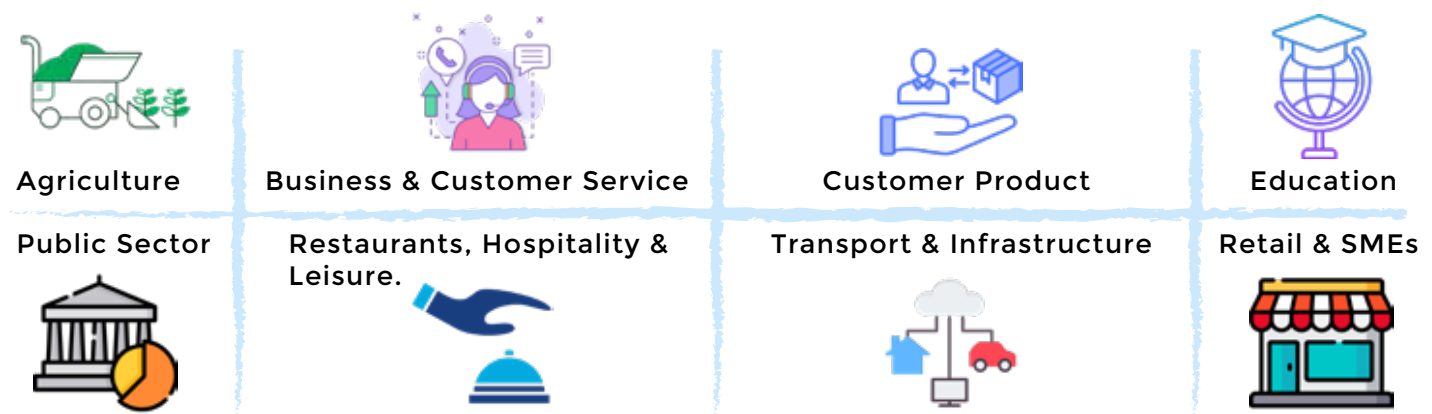 Agriculture
Business & Customer Service
Customer Product
Education
Public Sector
Restaurants, Hospitality &
Leisure.
Transport & Infrastructure
Retail & SMEs